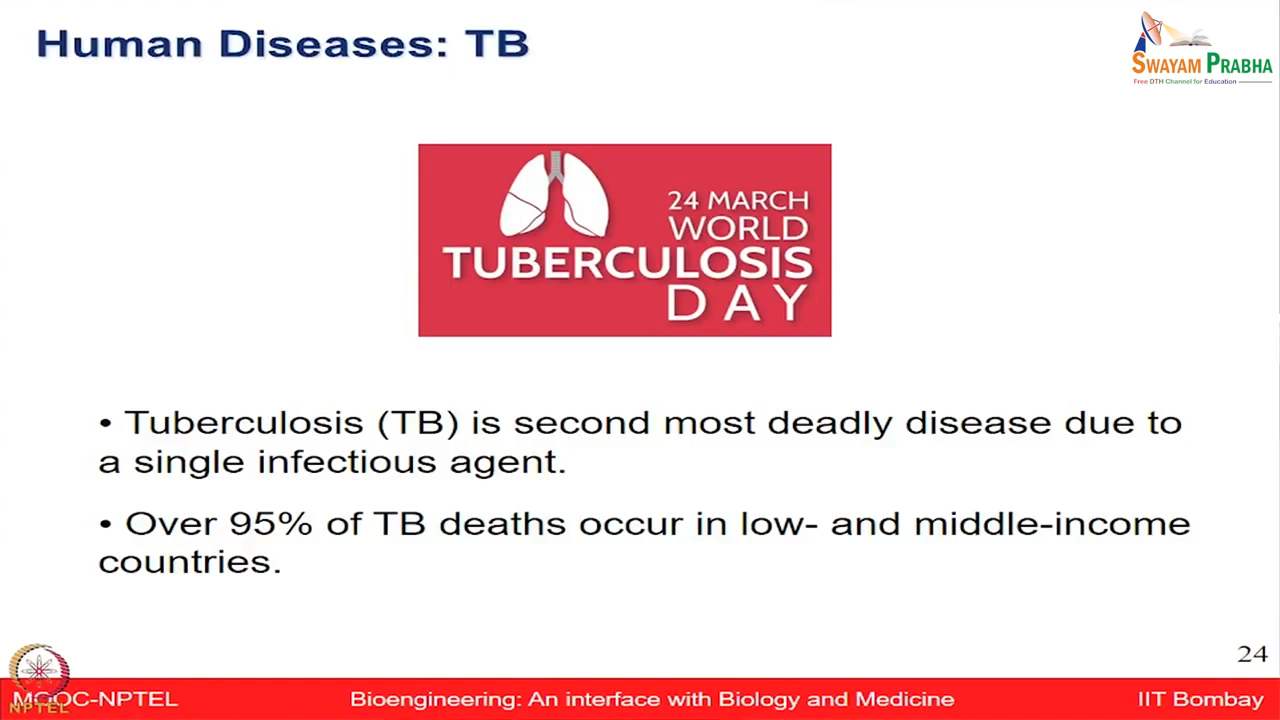 Human Diseases: TB
SWAYAM PRABHA
Free DTH Channel for Education
24 MARCH
WORLD
TUBERCULOSIS
DAY
• Tuberculosis (TB) is second most deadly disease due to
a single infectious agent.
• Over 95% of TB deaths occur in low- and middle-income
countries.
24
MOOC-NPTEL
Bioengineering: An interface with Biology and Medicine
IIT Bombay
NPTEL